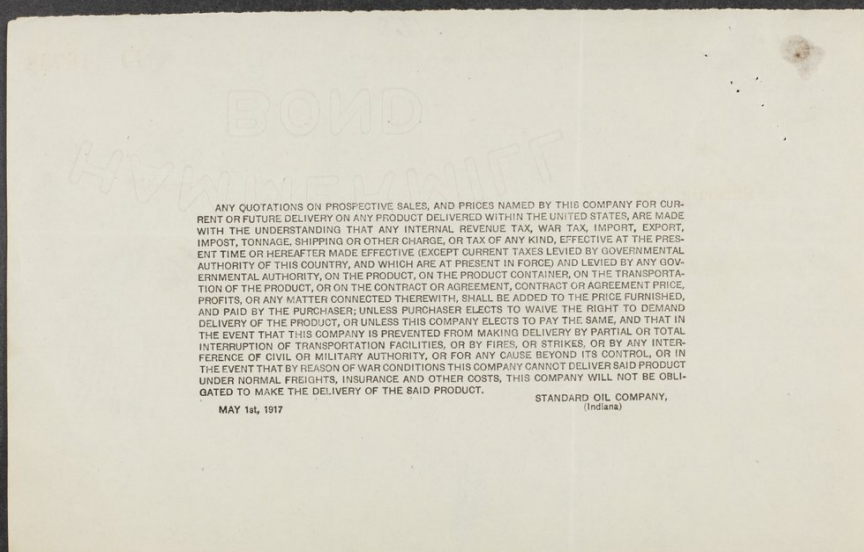 ANY QUOTATIONS ON PROSPECTIVE SALES, AND PRICES NAMED BY THIS COMPANY FOR CUR-
RENT OR FUTURE DELIVERY ON ANY PRODUCT DELIVERED WITHIN THE UNITED STATES, ARE MADE
WITH THE UNDERSTANDING THAT ANY INTERNAL REVENUE TAX, WAR TAX, IMPORT, EXPORT,
IMPOST, TONNAGE, SHIPPING OR OTHER CHARGE, OR TAX OF ANY KIND, EFFECTIVE AT THE PRES-
ENT TIME OR HEREAFTER MADE EFFECTIVE (EXCEPT CURRENT TAXES LEVIED BY GOVERNMENTAL
AUTHORITY OF THIS COUNTRY, AND WHICH ARE AT PRESENT IN FORCE) AND LEVIED BY ANY GOV-
ERNMENTAL AUTHORITY, ON THE PRODUCT, ON THE PRODUCT CONTAINER, ON THE TRANSPORTA-
TION OF THE PRODUCT, OR ON THE CONTRACT OR AGREEMENT, CONTRACT OR AGREEMENT PRICE,
PROFITS, OR ANY MATTER CONNECTED THEREWITH, SHALL BE ADDED TO THE PRICE FURNISHED,
AND PAID BY THE PURCHASER; UNLESS PURCHASER ELECTS TO WAIVE THE RIGHT TO DEMAND
DELIVERY OF THE PRODUCT, OR UNLESS THIS COMPANY ELECTS TO PAY THE SAME, AND THAT IN
THE EVENT THAT THIS COMPANY IS PREVENTED FROM MAKING DELIVERY BY PARTIAL OR TOTAL
INTERRUPTION OF TRANSPORTATION FACILITIES, OR BY FIRES, OR STRIKES, OR BY ANY INTER-
FERENCE OF CIVIL OR MILITARY AUTHORITY, OR FOR ANY CAUSE BEYOND ITS CONTROL, OR IN
THE EVENT THAT BY REASON OF WAR CONDITIONS THIS COMPANY CANNOT DELIVER SAID PRODUCT
UNDER NORMAL FREIGHTS, INSURANCE AND OTHER COSTS, THIS COMPANY WILL NOT BE OBLI-
GATED TO MAKE THE DELIVERY OF THE SAID PRODUCT.
STANDARD OIL COMPANY,
MAY 1st, 1917 (Indiana)
BOND